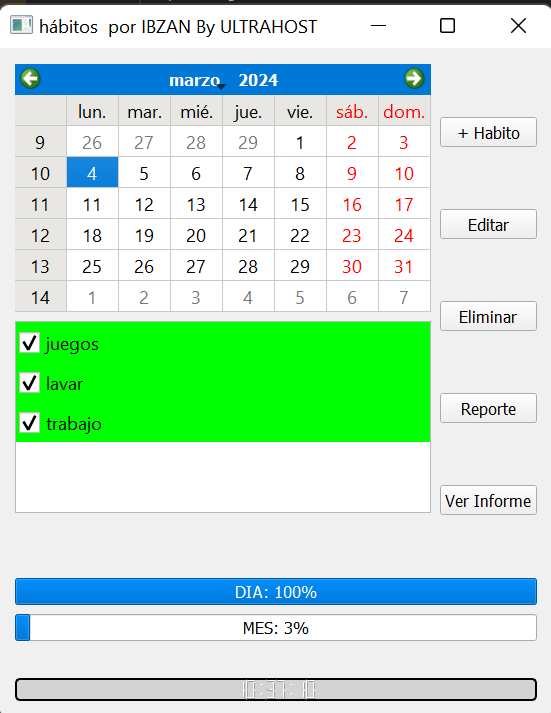 hábitos  por IBZAN By ULTRAHOST
marzo 2024
lun. mar. mié. jue. vie. sáb. dom.
9 26 27 28 29 1 2 3
10 4 5 6 7 8 9 10
11 11 12 13 14 15 16 17
12 18 19 20 21 22 23 24
13 25 26 27 28 29 30 31
14 1 2 3 4 5 6 7
+ Habito
Editar
Eliminar
Reporte
Ver Informe
juegos
lavar
trabajo
DIA: 100%
MES: 3%
10:37:10